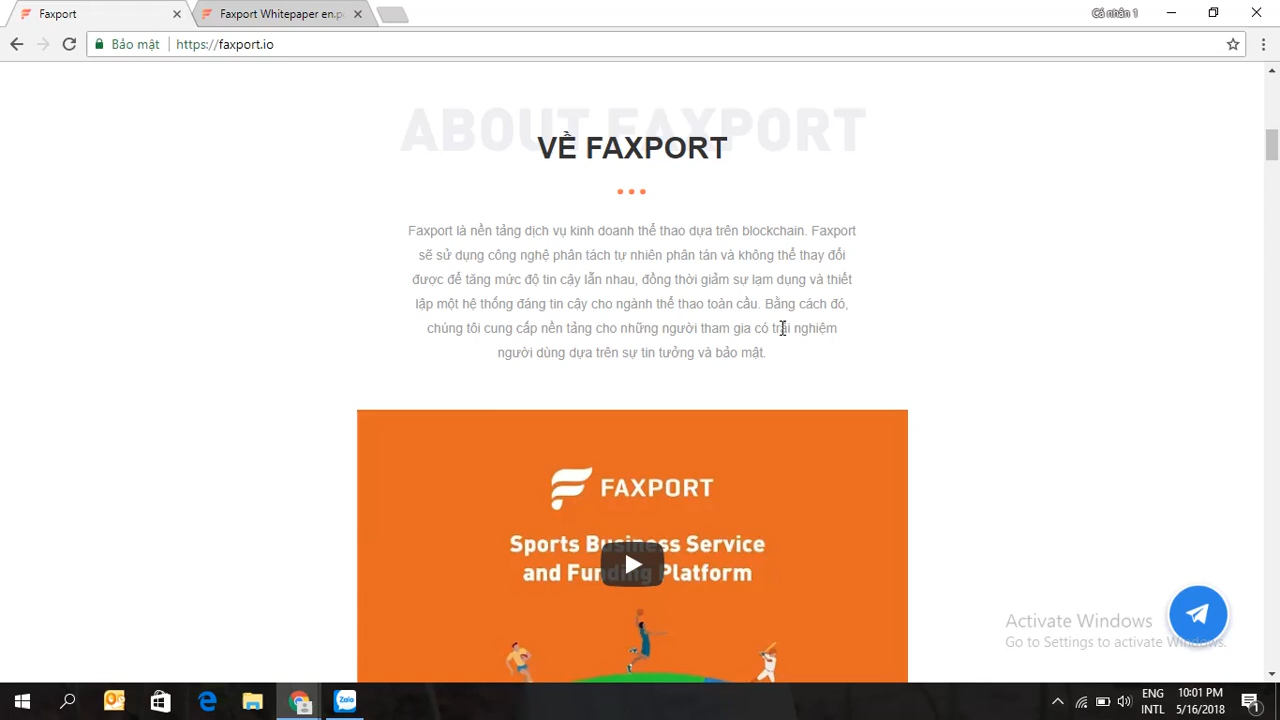 Faxport
Faxport Whitepaper en.p
Cá nhân 1
Bảo mật
https://faxport.io
ABOUT FAXPORT
VỀ FAXPORT
Faxport là nền tảng dịch vụ kinh doanh thể thao dựa trên blockchain. Faxport
sẽ sử dụng công nghệ phân tách tự nhiên phân tán và không thể thay đổi
được để tăng mức độ tin cậy lẫn nhau, đồng thời giảm sự lạm dụng và thiết
lập một hệ thống đáng tin cậy cho ngành thể thao toàn cầu. Bằng cách đó,
chúng tôi cung cấp nền tảng cho những người tham gia có trải nghiệm
người dùng dựa trên sự tin tưởng và bảo mật.
FAXPORT
Sports Business Service
and Funding Platform
Activate Windows
Go to Settings to activate Windows.
Zalo
ENG
INTL
10:01 PM
5/16/2018
1